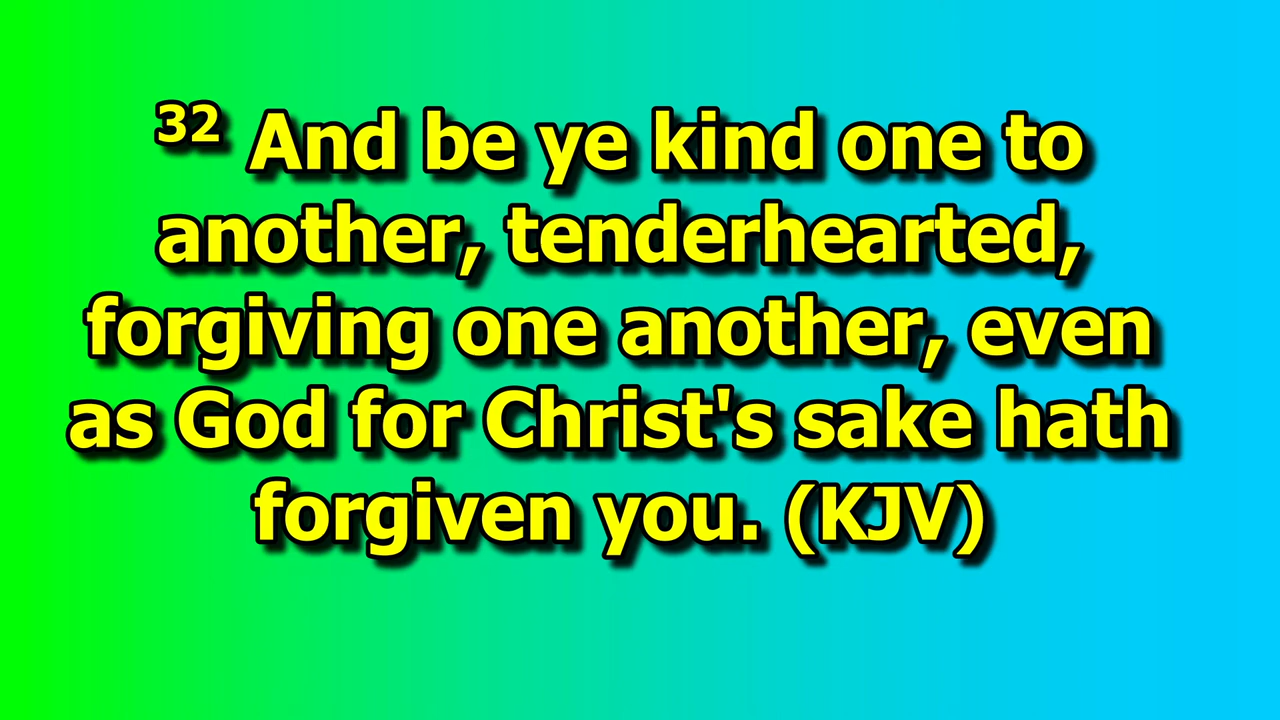 32 And be ye kind one to
another, tenderhearted,
forgiving one another, even
as God for Christ's sake hath
forgiven you. (KJV)